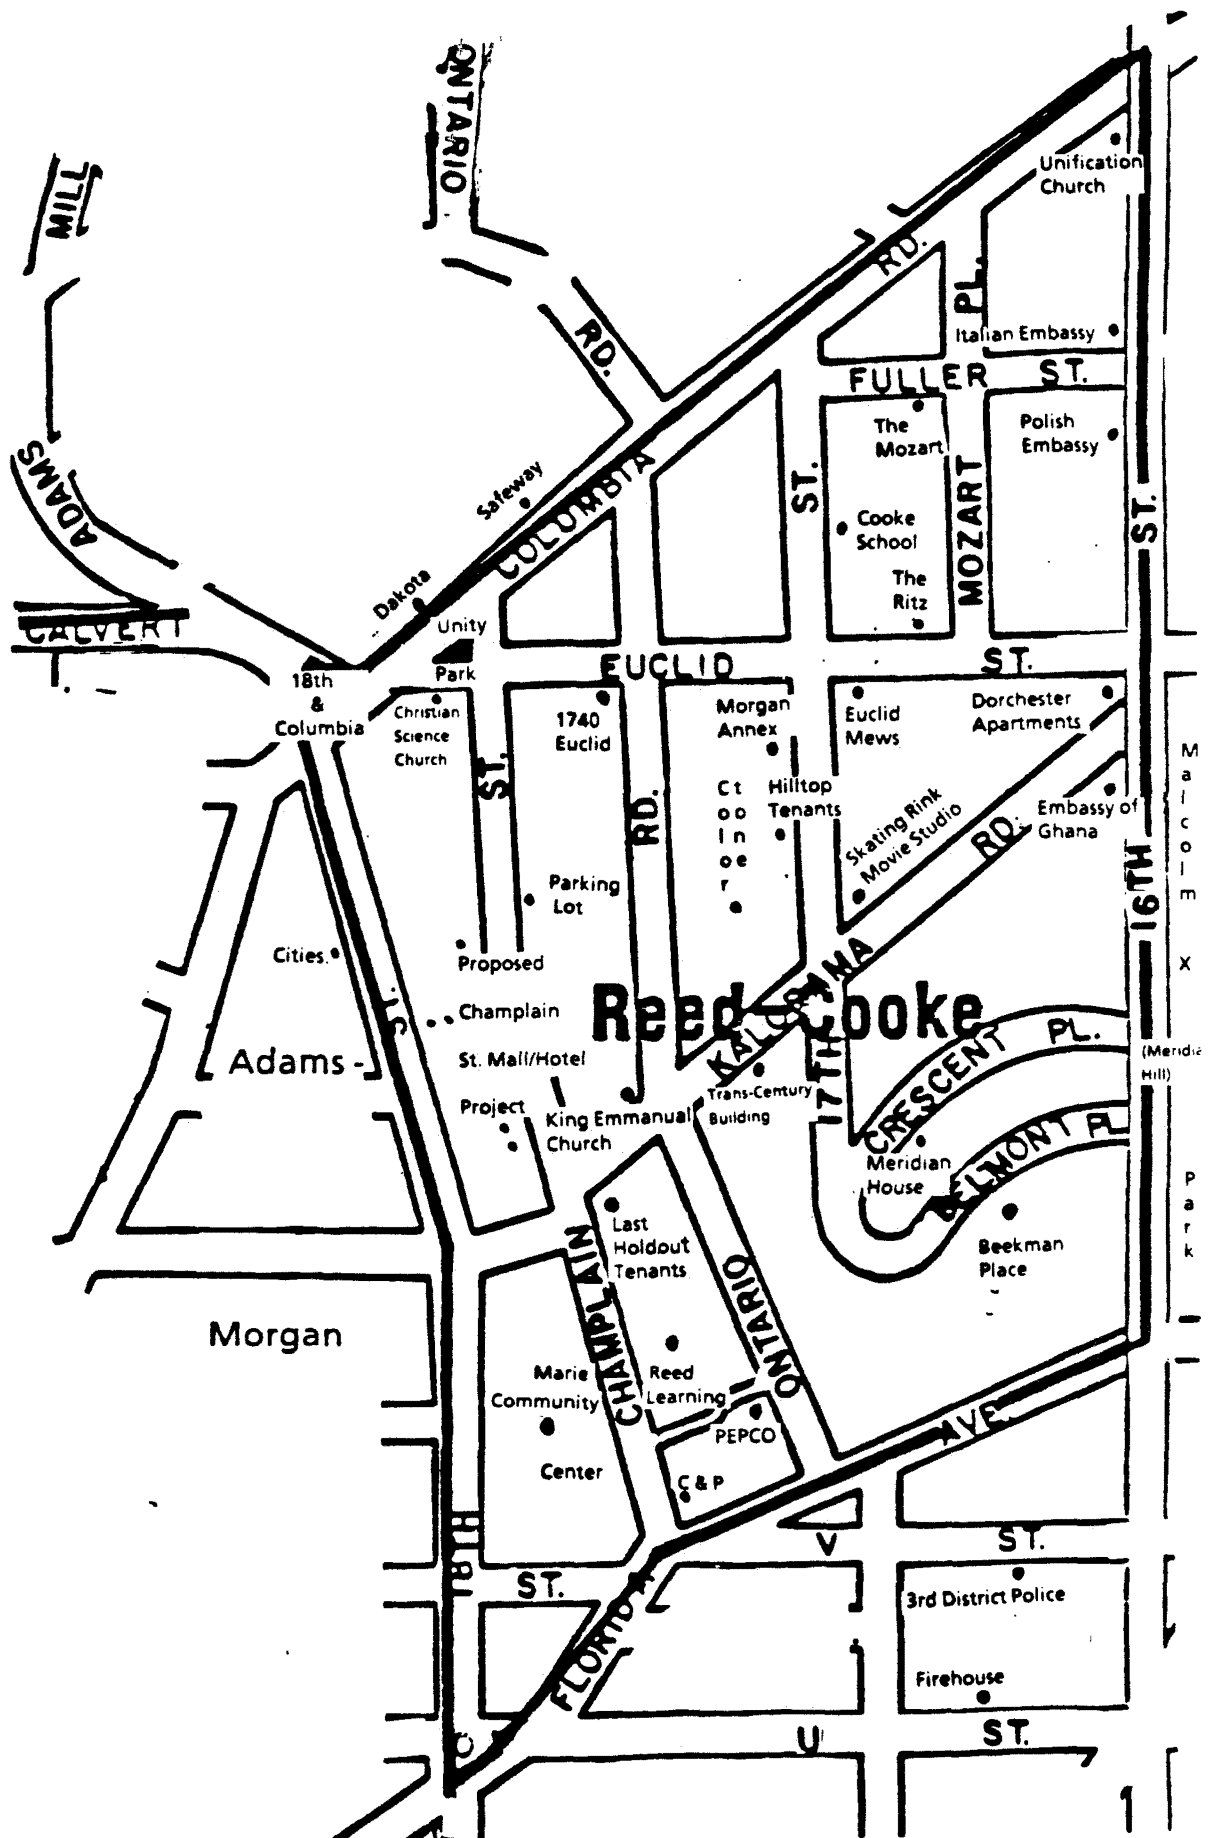 ONTARIO
MILL
Unification
Church
RD.
PL.
RD.
Italian Embassy
FULLER ST.
The
Mozart
Polish
Embassy
ADAMS
Safeway
COLUMBIA
ST.
MOZART
ST.
Cooke
School
The
Ritz
Dakota
Unity
Park
CALVERT
EUCLID ST.
18th
&
Columbia
Christian
Science
Church
1740
Euclid
Morgan
Annex
Euclid
Mews
Dorchester
Apartments
ST.
RD.
Ct
oo
ln
oe
r
Hilltop
Tenants
Skating Rink
Movie Studio
RD.
Embassy of
Ghana
Malcolm
X
16TH
Parking
Lot
Cities
Proposed
Champlain
St. Mall/Hotel
Project
ST.
Reed-Cooke
KALORAMA
17TH
CRESCENT PL.
(Meridia
Hill)
Adams-
King Emmanual
Church
Trans-Century
Building
Meridian
House
BELMONT PL
Park
Last
Holdout
Tenants
Beekman
Place
CHAMPLAIN
ONTARIO
Morgan
Marie
Community
Center
Reed
Learning
PEPCO
C & P
AVE.
18TH
V ST.
ST.
3rd District Police
FLORIDA
Firehouse
U ST.